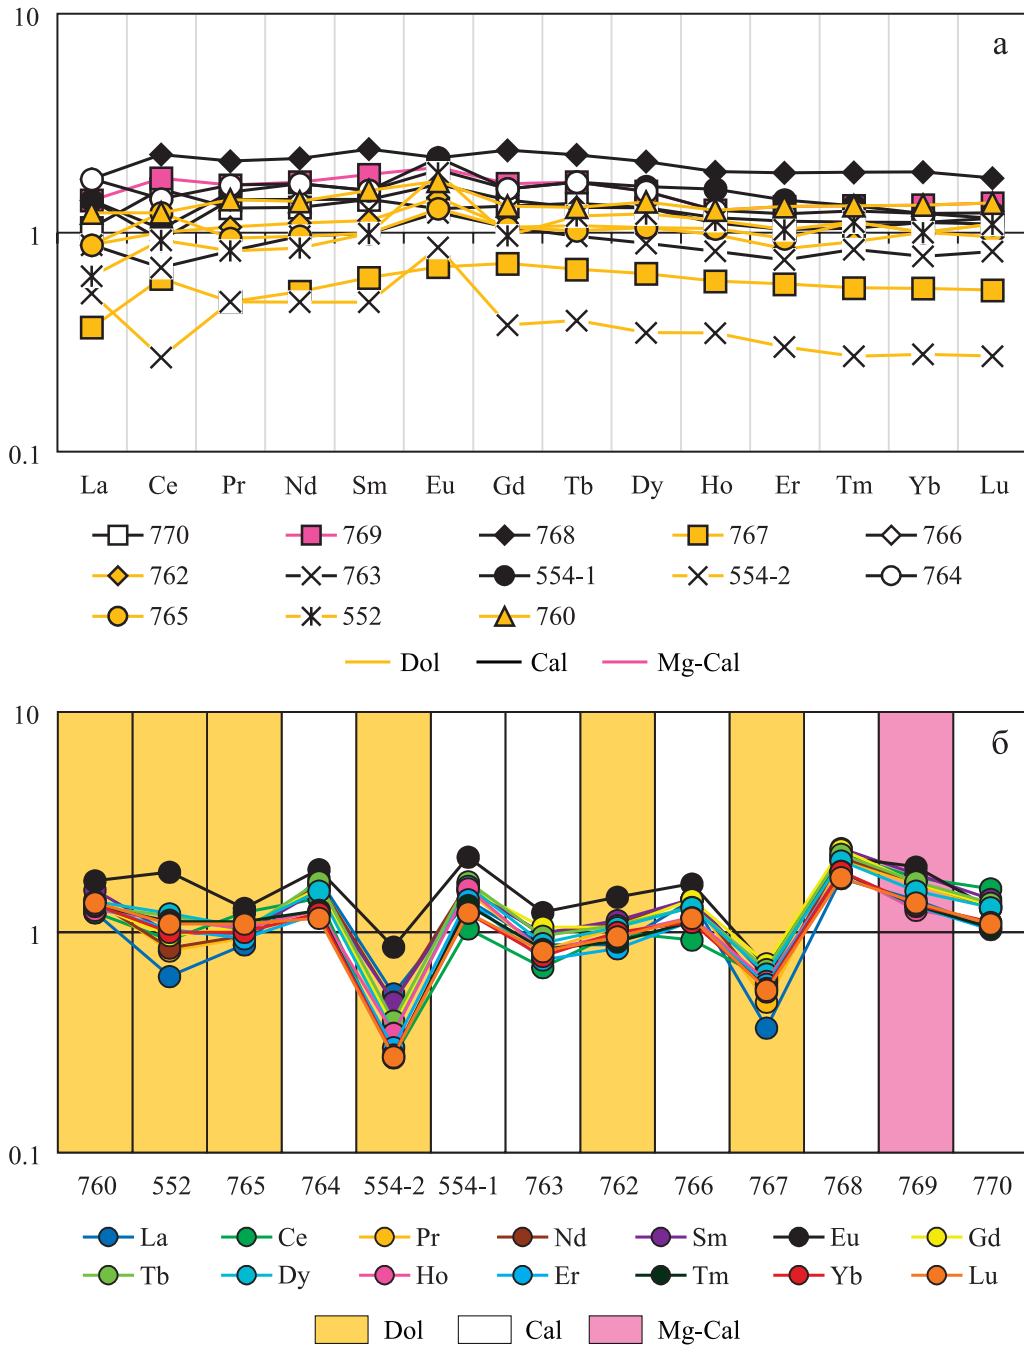 10
а
1
0.1
La Ce Pr Nd Sm Eu Gd Tb Dy Ho Er Tm Yb Lu
770 769 768 767 766
762 763 554-1 554-2 764
765 552 760
Dol Cal Mg-Cal
10
б
1
0.1
760 552 765 764 554-2 554-1 763 762 766 767 768 769 770
La Ce Pr Nd Sm Eu Gd
Tb Dy Ho Er Tm Yb Lu
Dol Cal Mg-Cal